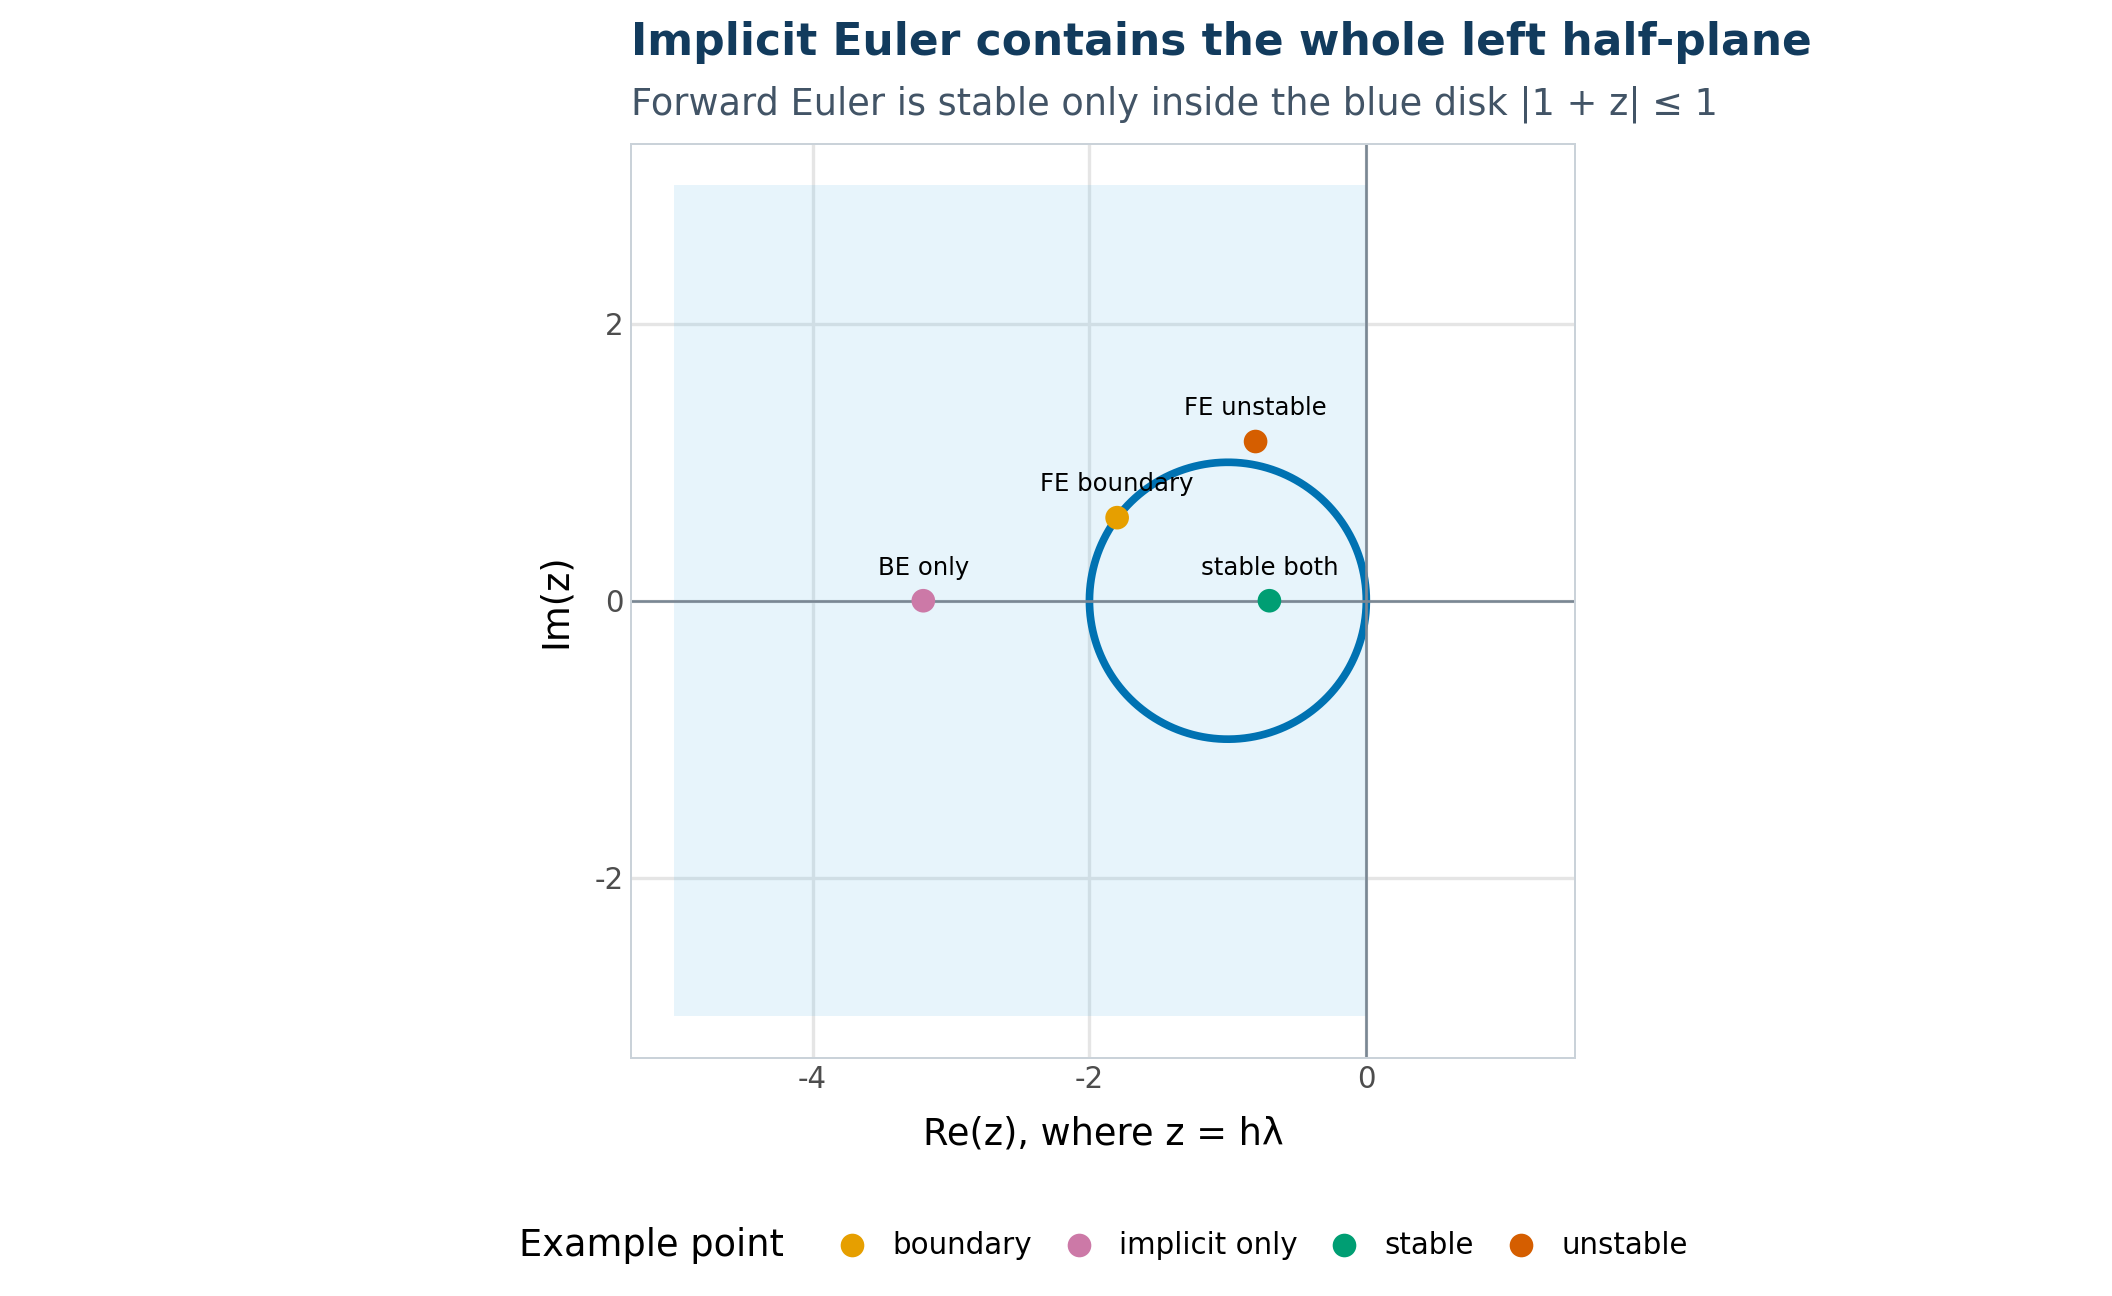 Implicit Euler contains the whole left half-plane
Forward Euler is stable only inside the blue disk |1 + z| ≤ 1
2
FE unstable
FE boundary
BE only
stable both
0
Im(z)
-2
-4
-2
0
Re(z), where z = hλ
Example point
boundary
implicit only
stable
unstable